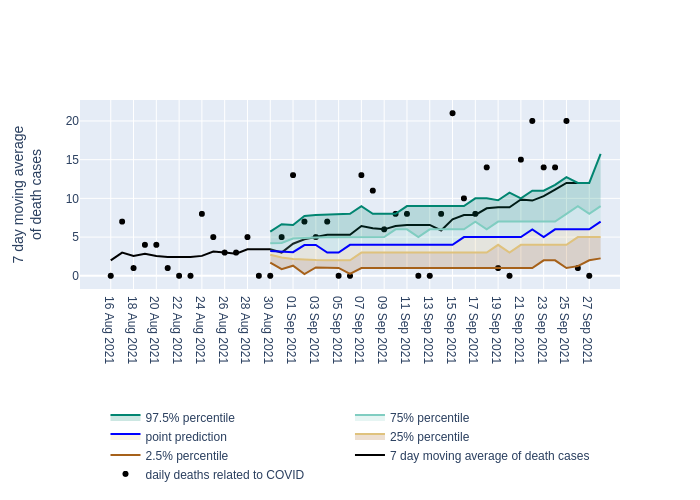 7 day moving average
of death cases
20
15
10
5
0
16 Aug 2021
18 Aug 2021
20 Aug 2021
22 Aug 2021
24 Aug 2021
26 Aug 2021
28 Aug 2021
30 Aug 2021
01 Sep 2021
03 Sep 2021
05 Sep 2021
07 Sep 2021
09 Sep 2021
11 Sep 2021
13 Sep 2021
15 Sep 2021
17 Sep 2021
19 Sep 2021
21 Sep 2021
23 Sep 2021
25 Sep 2021
27 Sep 2021
97.5% percentile
75% percentile
point prediction
25% percentile
2.5% percentile
7 day moving average of death cases
daily deaths related to COVID